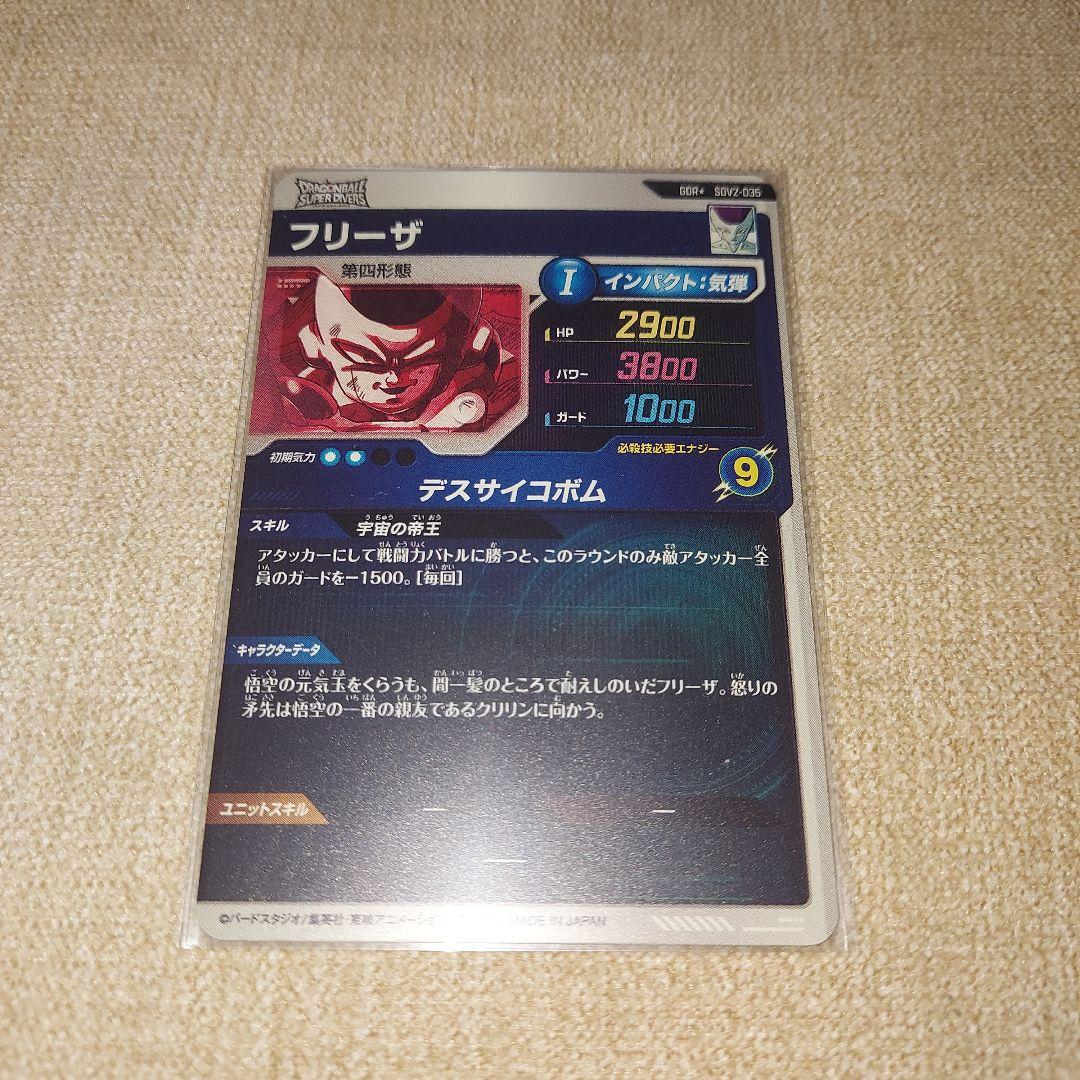 DRAGONBALL
SUPER DIVERS
GDR★ SDV2-035
フリーザ
第四形態
I インパクト:気弾
HP 2900
パワー 3800
ガード 1000
初期気力
必殺技必要エナジー
9
デスサイコボム
スキル 宇宙の帝王
アタッカーにして戦闘力バトルに勝つと、このラウンドのみ敵アタッカー全
員のガードを-1500。[毎回]
キャラクターデータ
悟空の元気玉をくらうも、間一髪のところで耐えしのいだフリーザ。怒りの
矛先は悟空の一番の親友であるクリリンに向かう。
ユニットスキル
©バードスタジオ/集英社・東映アニメーション MADE IN JAPAN